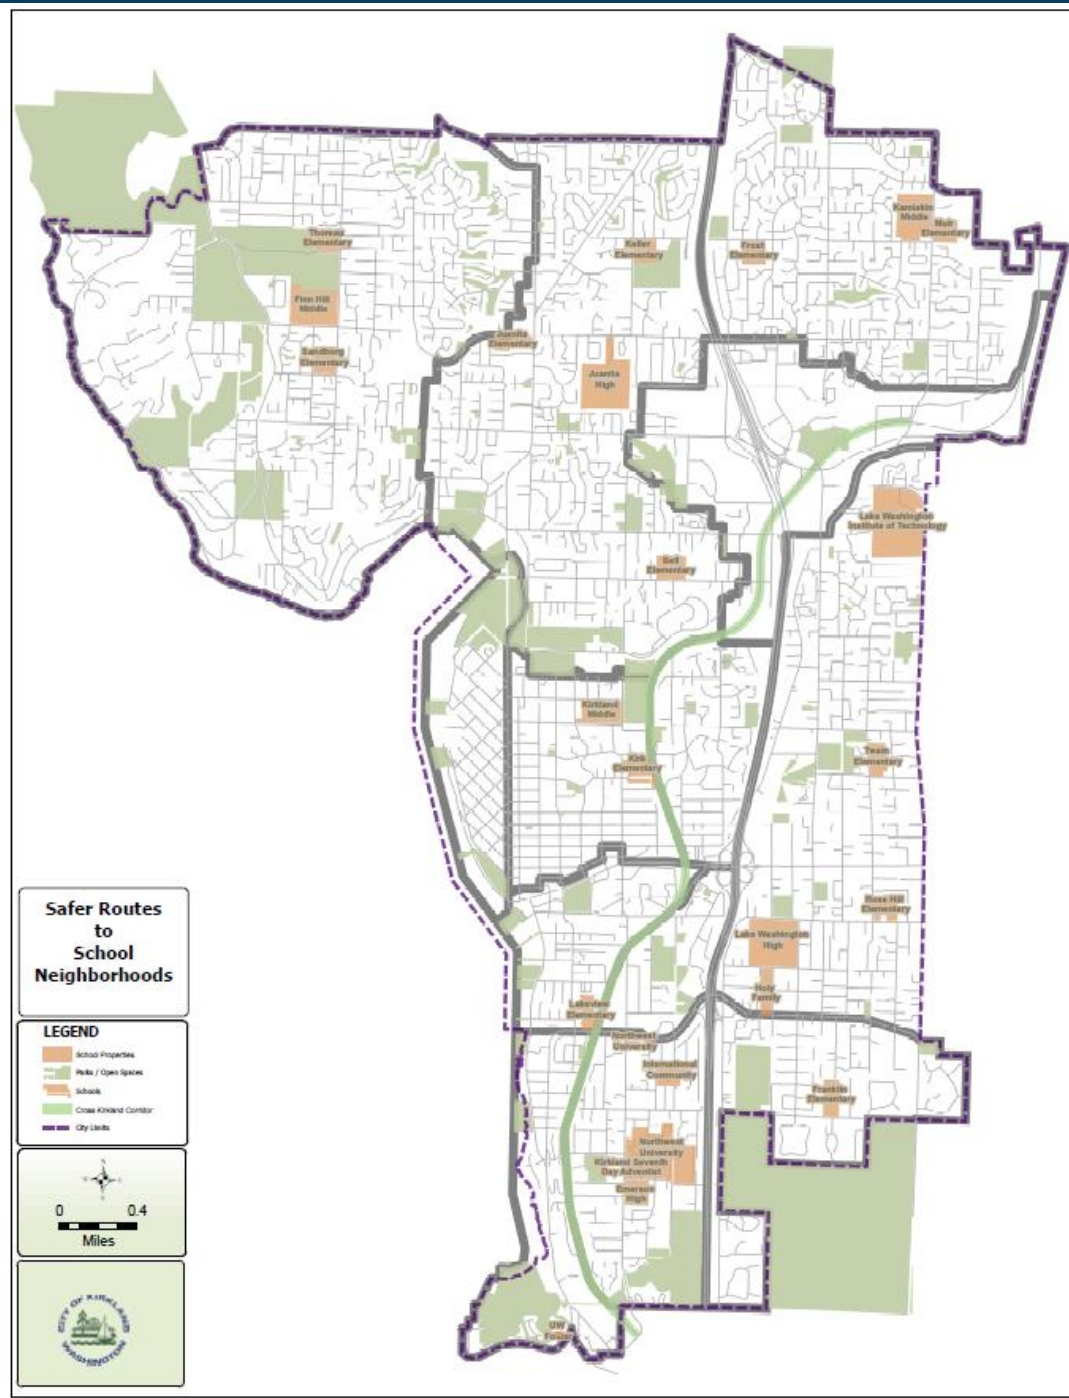 Thoreau
Elementary
Finn Hill
Middle
Sandburg
Elementary
Juanita
Elementary
Keller
Elementary
Juanita
High
Frost
Elementary
Kamiakin
Middle
Muir
Elementary
Lake Washington
Institute of Technology
Bell
Elementary
Kirkland
Middle
Kirk
Elementary
Twain
Elementary
Rose Hill
Elementary
Lake Washington
High
Holy
Family
Lakeview
Elementary
Northwest
University
International
Community
Franklin
Elementary
Northwest
University
Kirkland Seventh
Day Adventist
Emerson
High
UW
Safer Routes
to
School
Neighborhoods
LEGEND
School Properties
Parks / Open Spaces
Schools
Cross Kirkland Corridor
City Limits
N
0 0.4
Miles
CITY OF KIRKLAND
WASHINGTON